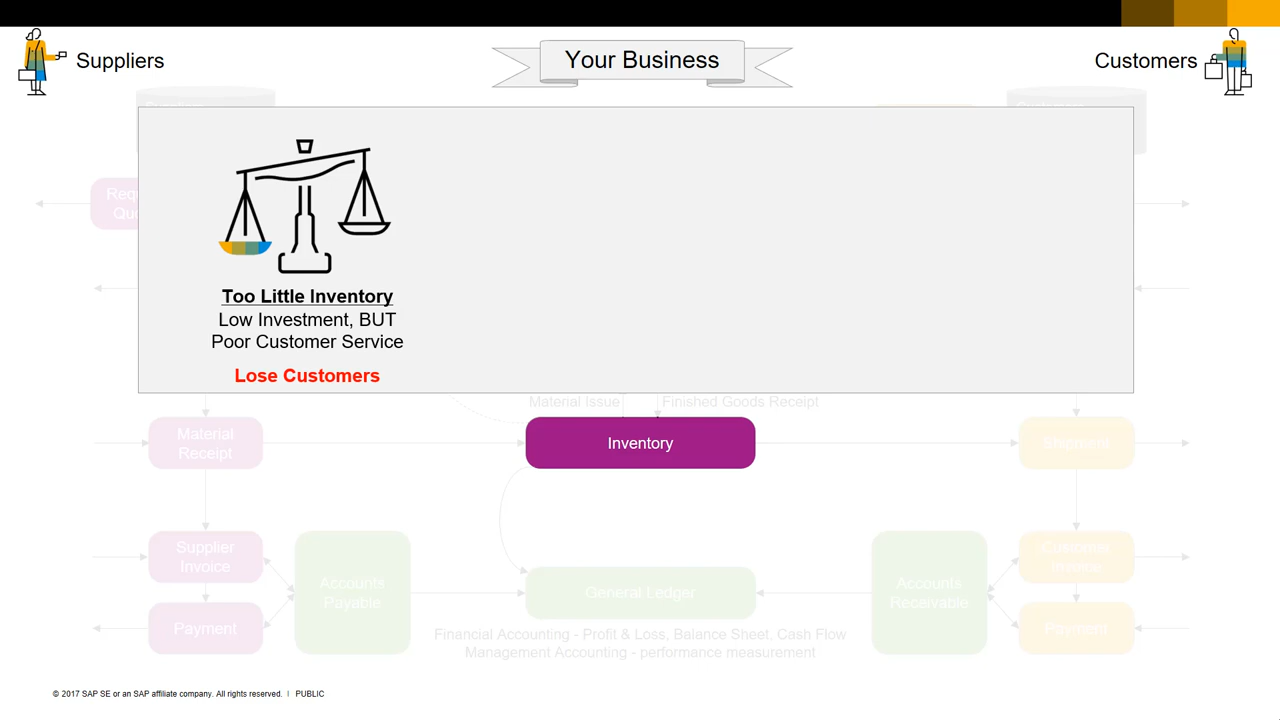 Suppliers
Your Business
Customers
Too Little Inventory
Low Investment, BUT
Poor Customer Service
Lose Customers
Material Issue
Finished Goods Receipt
Material
Receipt
Inventory
Shipment
Supplier
Invoice
Accounts
Payable
General Ledger
Accounts
Receivable
Customer
Invoice
Payment
Payment
Financial Accounting - Profit & Loss, Balance Sheet, Cash Flow
Management Accounting - performance measurement
© 2017 SAP SE or an SAP affiliate company. All rights reserved. I PUBLIC